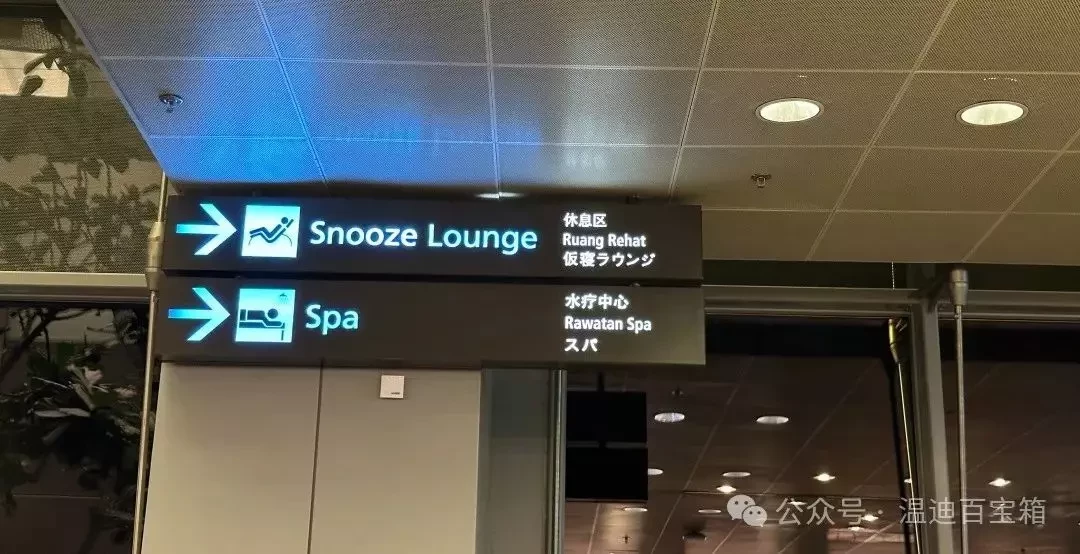 Snooze Lounge
休息区
Ruang Rehat
仮寝ラウンジ
Spa
水疗中心
Rawatan Spa
スパ
公众号·温迪百宝箱